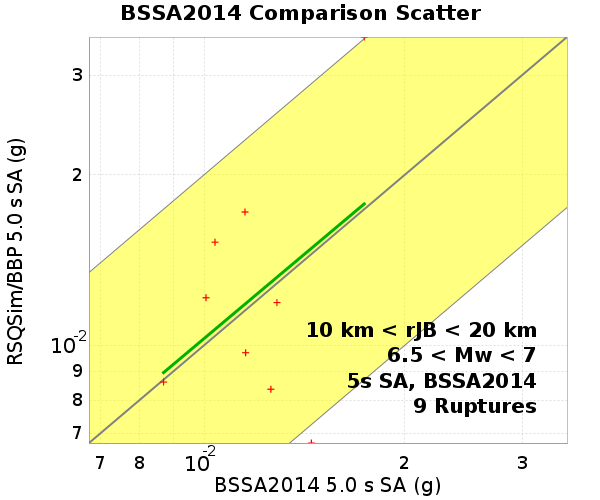 BSSA2014 Comparison Scatter
RSQSim/BBP 5.0 s SA (g)
3
2
10-2
9
8
7
10 km < rJB < 20 km
6.5 < Mw < 7
5s SA, BSSA2014
9 Ruptures
7 8 10-2 2 3
BSSA2014 5.0 s SA (g)